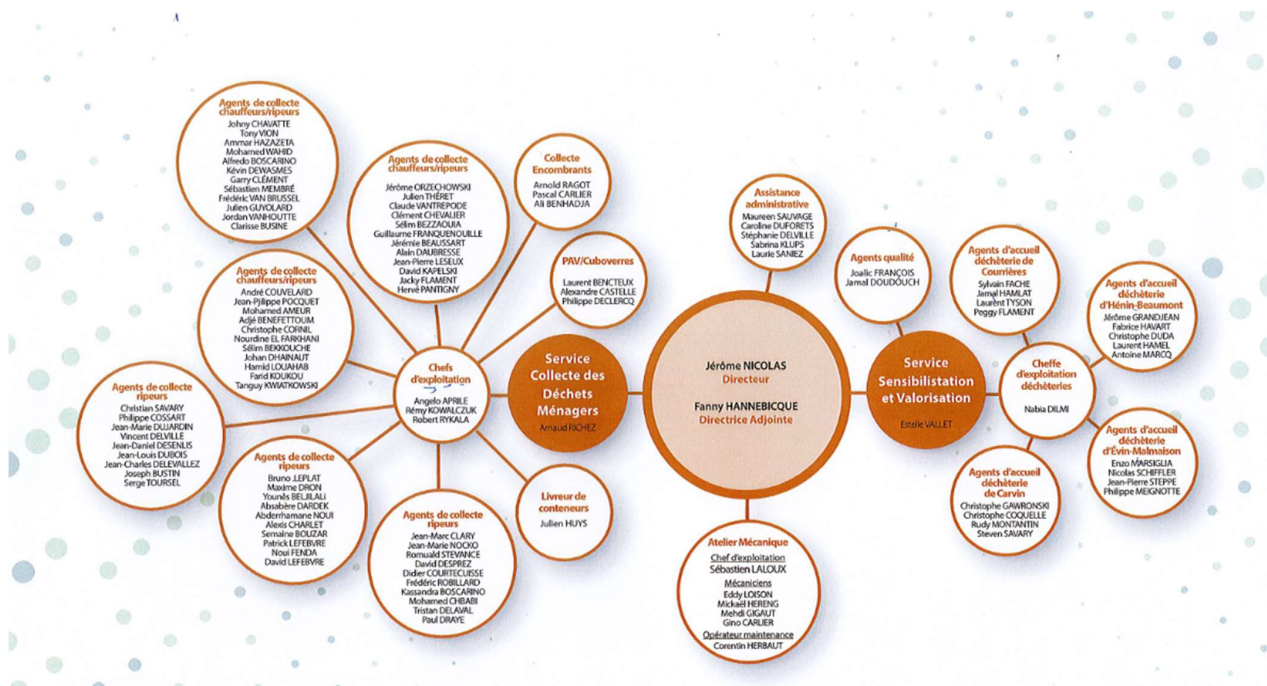 Agents de collecte
chauffeurs/ripeurs
Johny CHAVATTE
Tony VION
Ammar HAZAZETA
Mohamed WAHID
Alfredo BOSCARINO
Kévin DEWASMES
Garry CLÉMENT
Sébastien MEMBRÉ
Frédéric VAN BRUSSEL
Julien GUYOLARD
Jordan VANHOUTTE
Clarisse BUSINE
Agents de collecte
chauffeurs/ripeurs
Jérôme ORZECHOWSKI
Julien THÉRET
Claude VANTREPODE
Clément CHEVALIER
Sélim BEZZAOUIA
Guillaume FRANQUENOUILLE
Jérémie BEAUSSART
Alain DAUBRESSE
Jean-Pierre LESEUX
David KAPELSKI
Jacky FLAMENT
Hervé PANTIGNY
Collecte
Encombrants
Arnold RAGOT
Pascal CARLIER
Ali BENHADJA
PAV/Cuboverres
Laurent BENCTEUX
Alexandre CASTELLE
Philippe DECLERCQ
Agents de collecte
chauffeurs/ripeurs
André COUVELARD
Jean-Pjilippe POCQUET
Mohamed AMEUR
Adjé BENEFETTOUM
Christophe CORNIL
Nourdine EL FARKHANI
Sélim BEKKOUCHE
Johan DHAINAUT
Hamid LOUAHAB
Farid KOUKOU
Tanguy KWIATKOWSKI
Agents de collecte
ripeurs
Christian SAVARY
Philippe COSSART
Jean-Marie DUJARDIN
Vincent DELVILLE
Jean-Daniel DESENLIS
Jean-Louis DUBOIS
Jean-Charles DELEVALLEZ
Joseph BUSTIN
Serge TOURSEL
Agents de collecte
ripeurs
Bruno LEPLAT
Maxime DRON
Younès BELJILALi
Absabère DARDEK
Abderrhamane NOUI
Alexis CHARLET
Semaine BOUZAR
Patrick LEFEBVRE
Noui FENDA
David LEFEBVRE
Agents de collecte
ripeurs
Jean-Marc CLARY
Jean-Marie NOCKO
Romuald STEVANCE
David DESPREZ
Didier COURTECUISSE
Frédéric ROBILLARD
Kassandra BOSCARINO
Mohamed CHBABI
Tristan DELAVAL
Paul DRAYE
Livreur de
conteneurs
Julien HUYS
Chefs
d'exploitation
Angelo APRILE
Rémy KOWALCZUK
Robert RYKALA
Service
Collecte des
Déchets
Ménagers
Arnaud RICHEZ
Jérôme NICOLAS
Directeur
Fanny HANNEBICQUE
Directrice Adjointe
Assistance
administrative
Maureen SAUVAGE
Caroline DUFORETS
Stéphanie DELVILLE
Sabrina KLUPS
Laurie SANIEZ
Atelier Mécanique
Chef d'exploitation
Sébastien LALOUX
Mécaniciens
Eddy LOISON
Mickaël HERENG
Mehdi GIGAUT
Gino CARLIER
Opérateur maintenance
Corentin HERBAUT
Agents qualité
Joalic FRANÇOIS
Jamal DOUDOUCH
Service
Sensibilistation
et Valorisation
Estelle VALLET
Agents d'accueil
déchèterie de
Courrières
Sylvain FACHE
Jamal HAMLAT
Laurent TYSON
Peggy FLAMENT
Agents d'accueil
déchèterie
d'Hénin-Beaumont
Jérôme GRANDJEAN
Fabrice HAVART
Christophe DUDA
Laurent HAMEL
Antoine MARCQ
Cheffe
d'exploitation
déchèteries
Nabia DILMI
Agents d'accueil
déchèterie
d'Évin-Malmaison
Enzo MARSIGLIA
Nicolas SCHIFFLER
Jean-Pierre STEPPE
Philippe MEIGNOTTE
Agents d'accueil
déchèterie
de Carvin
Christophe GAWRONSKI
Christophe COQUELLE
Rudy MONTANTIN
Steven SAVARY